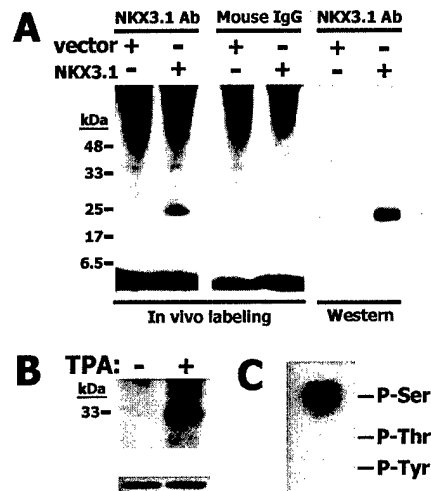 A NKX3.1 Ab Mouse IgG NKX3.1 Ab
vector + - + - + -
NKX3.1 - + - + - +
kDa
48-
33-
25-
17-
6.5-
In vivo labeling Western
B TPA: - + C
kDa
33-
-P-Ser
-P-Thr
-P-Tyr